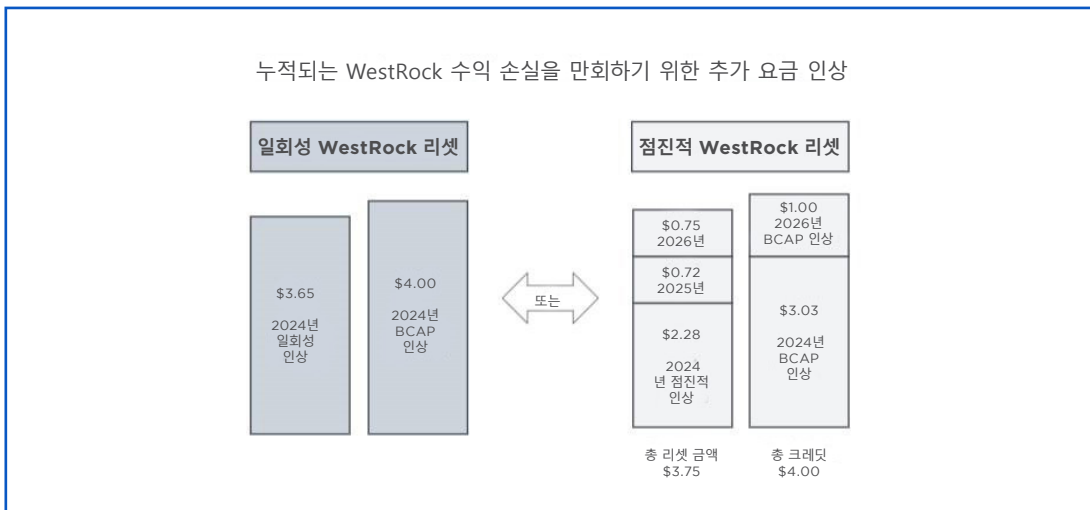 누적되는 WestRock 수익 손실을 만회하기 위한 추가 요금 인상
일회성 WestRock 리셋
점진적 WestRock 리셋
$3.65
2024년
일회성
인상
$4.00
2024년
BCAP
인상
또는
$0.75
2026년
$0.72
2025년
$2.28
2024
년 점진적
인상
$1.00
2026년
BCAP 인상
$3.03
2024년
BCAP
인상
총 리셋 금액
$3.75
총 크레딧
$4.00